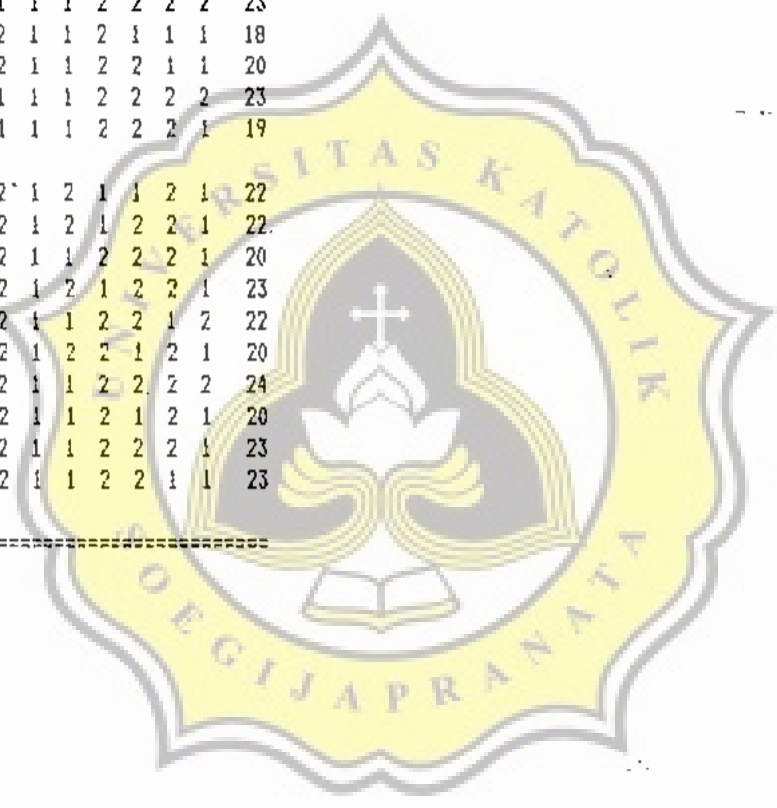 1 1 1 2 2 2 2 23
2 1 1 2 1 1 1 18
2 1 1 2 2 1 1 20
1 1 1 2 2 2 2 23
1 1 1 2 2 2 1 19
2 1 2 1 1 2 1 22
2 1 2 1 2 2 1 22
2 1 1 2 2 2 1 20
2 1 2 1 2 2 1 23
2 1 1 2 2 1 2 22
2 1 2 2 1 2 1 20
2 1 1 2 2 2 2 24
2 1 1 2 1 2 1 20
2 1 1 2 2 2 1 23
2 1 1 2 2 1 1 23
UNIVERSITAS KATOLIK
SOEGIJAPRANATA